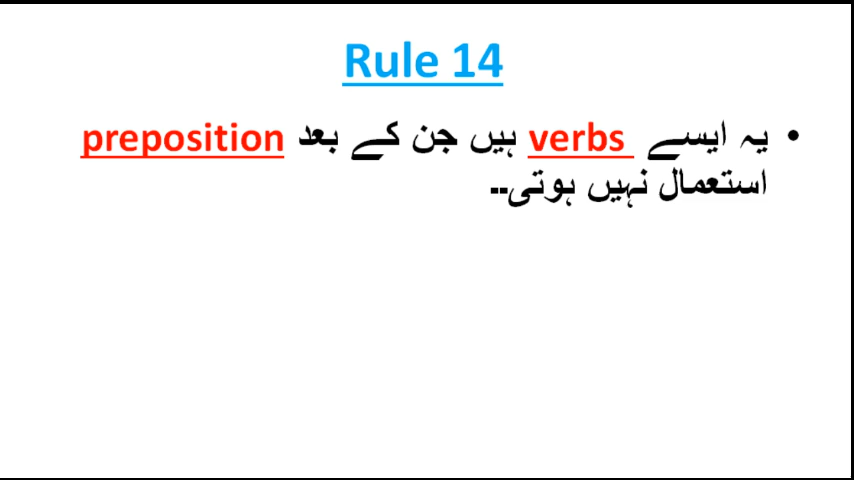 Rule 14
• یہ ایسے verbs ہیں جن کے بعد preposition
استعمال نہیں ہوتی۔۔